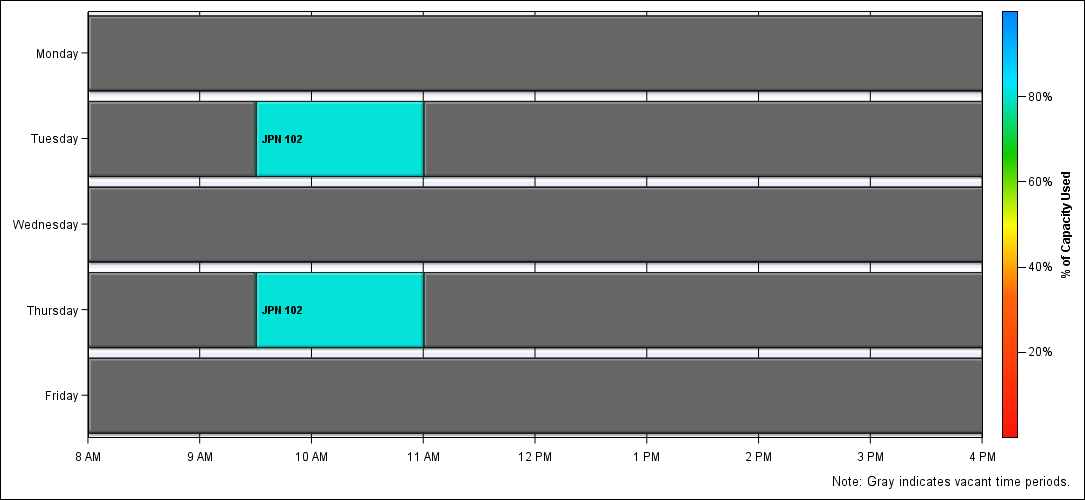 Monday
Tuesday
JPN 102
Wednesday
Thursday
JPN 102
Friday
8 AM
9 AM
10 AM
11 AM
12 PM
1 PM
2 PM
3 PM
4 PM
80%
60%
40%
20%
% of Capacity Used
Note: Gray indicates vacant time periods.